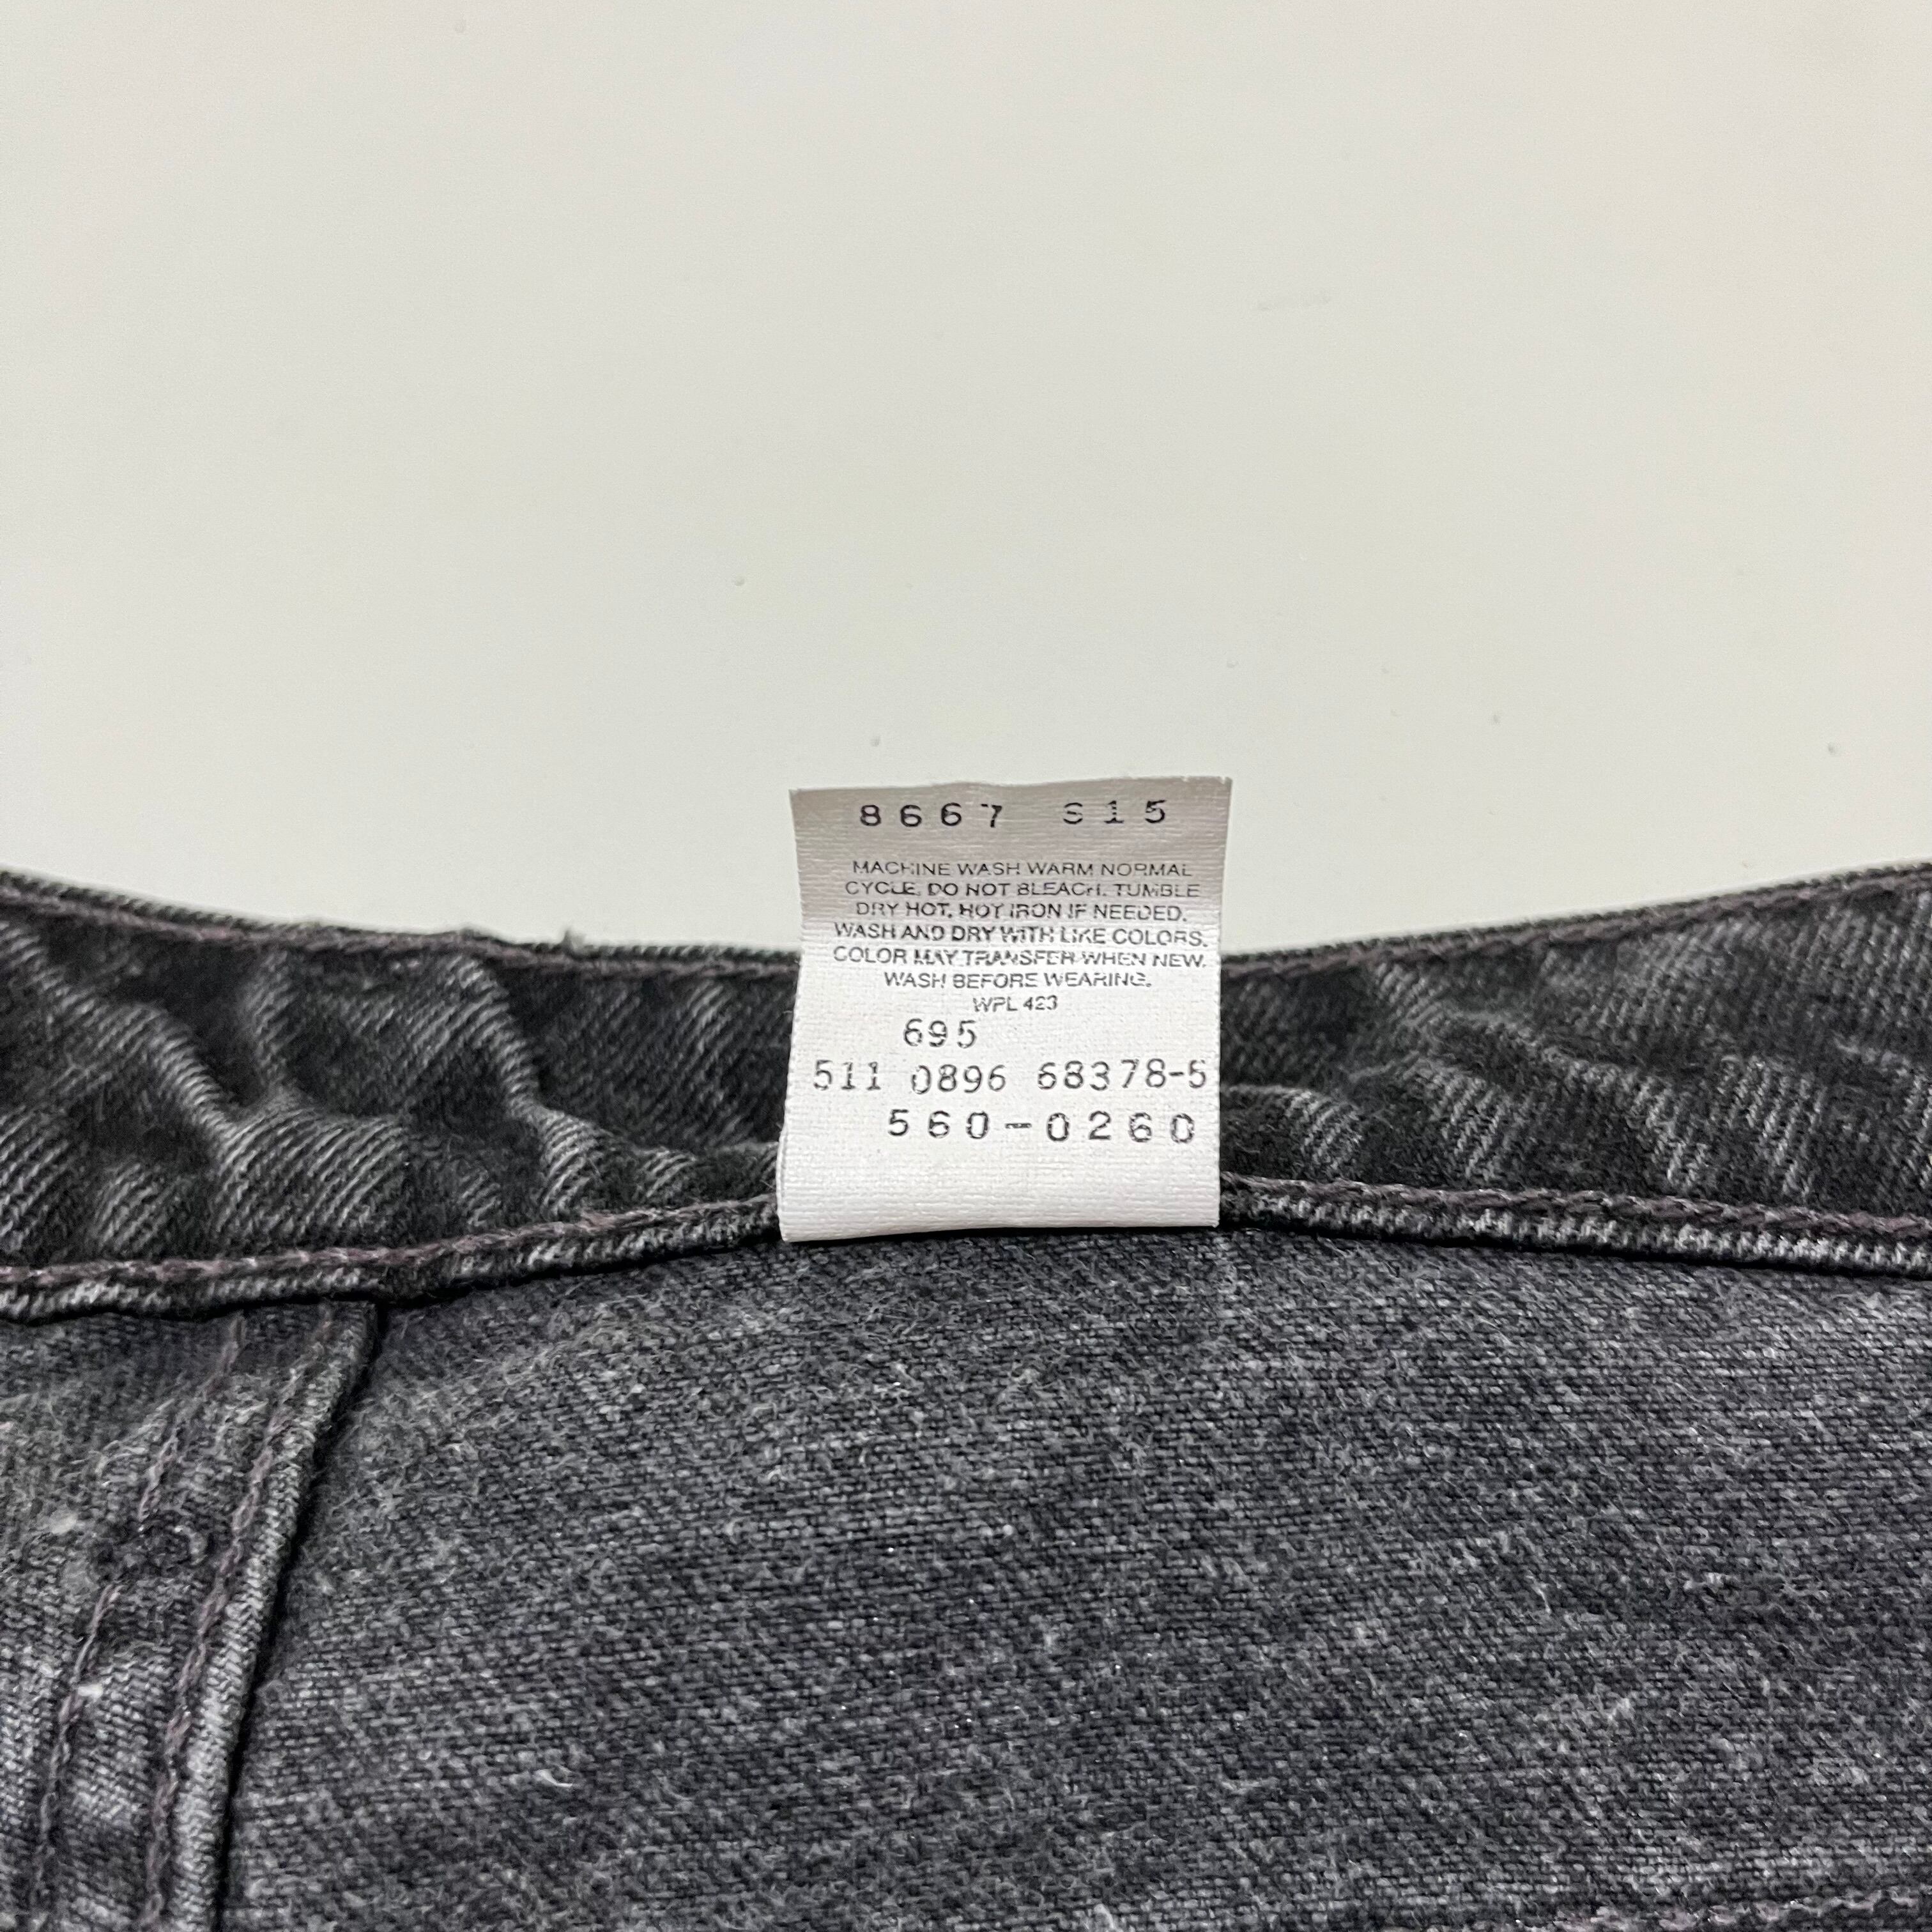 8667 S15
MACHINE WASH WARM NORMAL
CYCLE. DO NOT BLEACH. TUMBLE
DRY HOT. HOT IRON IF NEEDED.
WASH AND DRY WITH LIKE COLORS.
COLOR MAY TRANSFER WHEN NEW.
WASH BEFORE WEARING.
WPL 423
695
511 0896 68378-5
560-0260